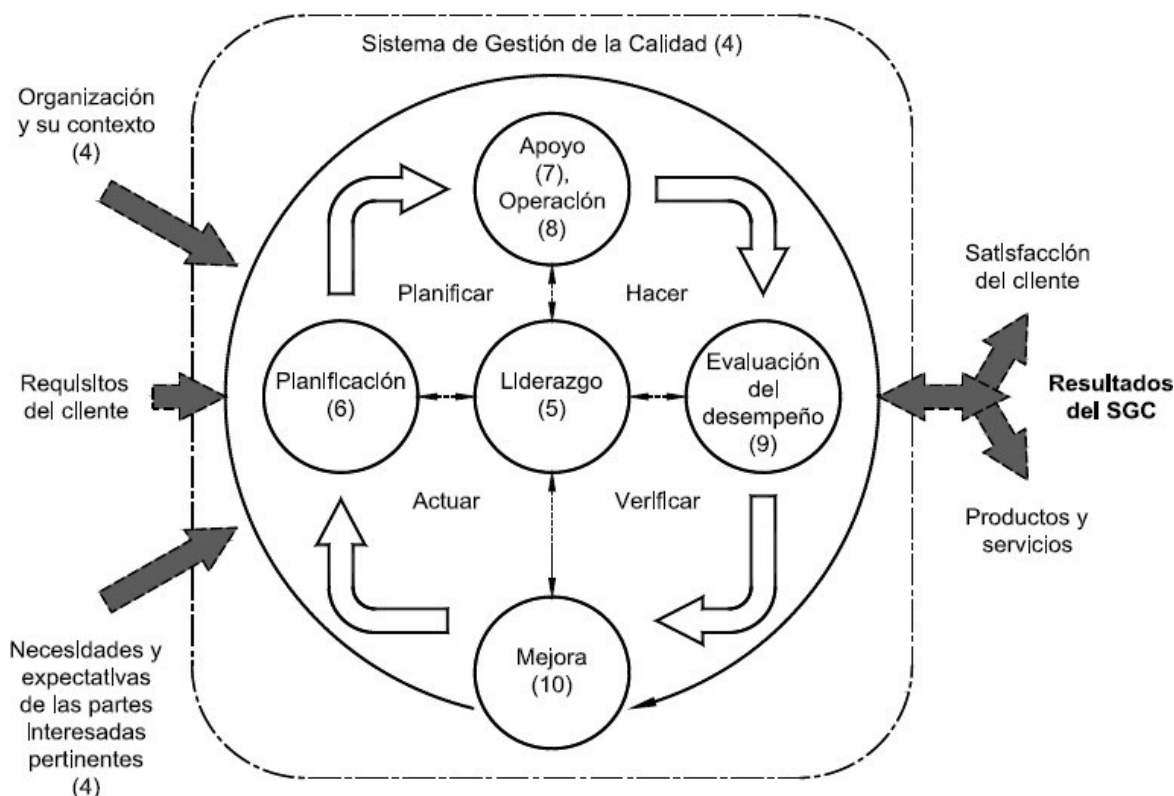 Sistema de Gestión de la Calidad (4)
Organización
y su contexto
(4)
Apoyo
(7),
Operación
(8)
Satisfacción
del cliente
Planificar
Hacer
Requisitos
del cliente
Planificación
(6)
Liderazgo
(5)
Evaluación
del
desempeño
(9)
Resultados
del SGC
Actuar
Verificar
Productos y
servicios
Necesidades y
expectativas
de las partes
interesadas
pertinentes
(4)
Mejora
(10)